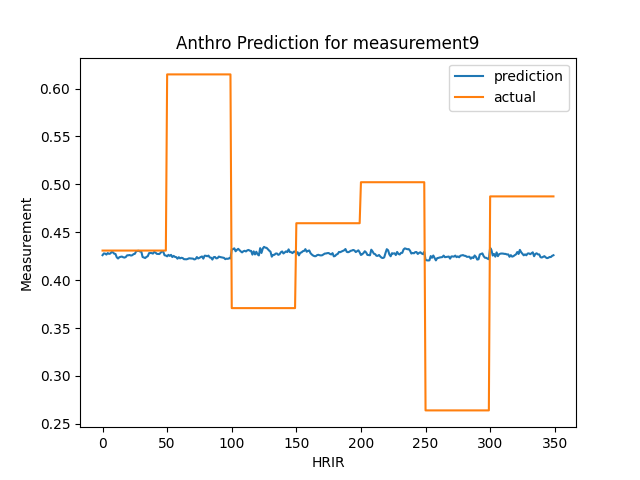 Anthro Prediction for measurement9
prediction
actual
0.60
0.55
0.50
0.45
0.40
0.35
0.30
0.25
Measurement
0 50 100 150 200 250 300 350
HRIR